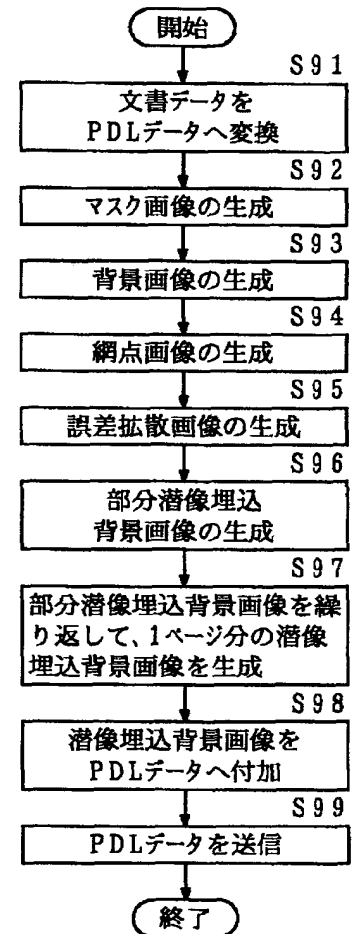 開始
S91
文書データを
PDLデータへ変換
S92
マスク画像の生成
S93
背景画像の生成
S94
網点画像の生成
S95
誤差拡散画像の生成
S96
部分潜像埋込
背景画像の生成
S97
部分潜像埋込背景画像を繰
り返して、1ページ分の潜像
埋込背景画像を生成
S98
潜像埋込背景画像を
PDLデータへ付加
S99
PDLデータを送信
終了